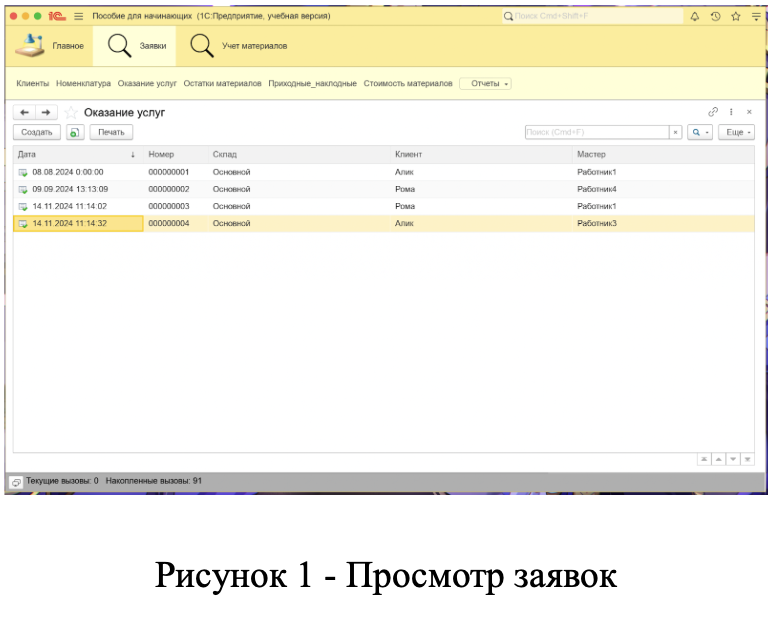 1С Пособие для начинающих (1С:Предприятие, учебная версия) Поиск Cmd+Shift+F
Главное Заявки Учет материалов
Клиенты Номенклатура Оказание услуг Остатки материалов Приходные_накладные Стоимость материалов Отчеты
Оказание услуг
Создать Печать Поиск (Cmd+F) × Еще
Дата ↓ Номер Склад Клиент Мастер
08.08.2024 0:00:00 000000001 Основной Алик Работник1
09.09.2024 13:13:09 000000002 Основной Рома Работник4
14.11.2024 11:14:02 000000003 Основной Рома Работник1
14.11.2024 11:14:32 000000004 Основной Алик Работник3
Текущие вызовы: 0 Накопленные вызовы: 91
Рисунок 1 - Просмотр заявок